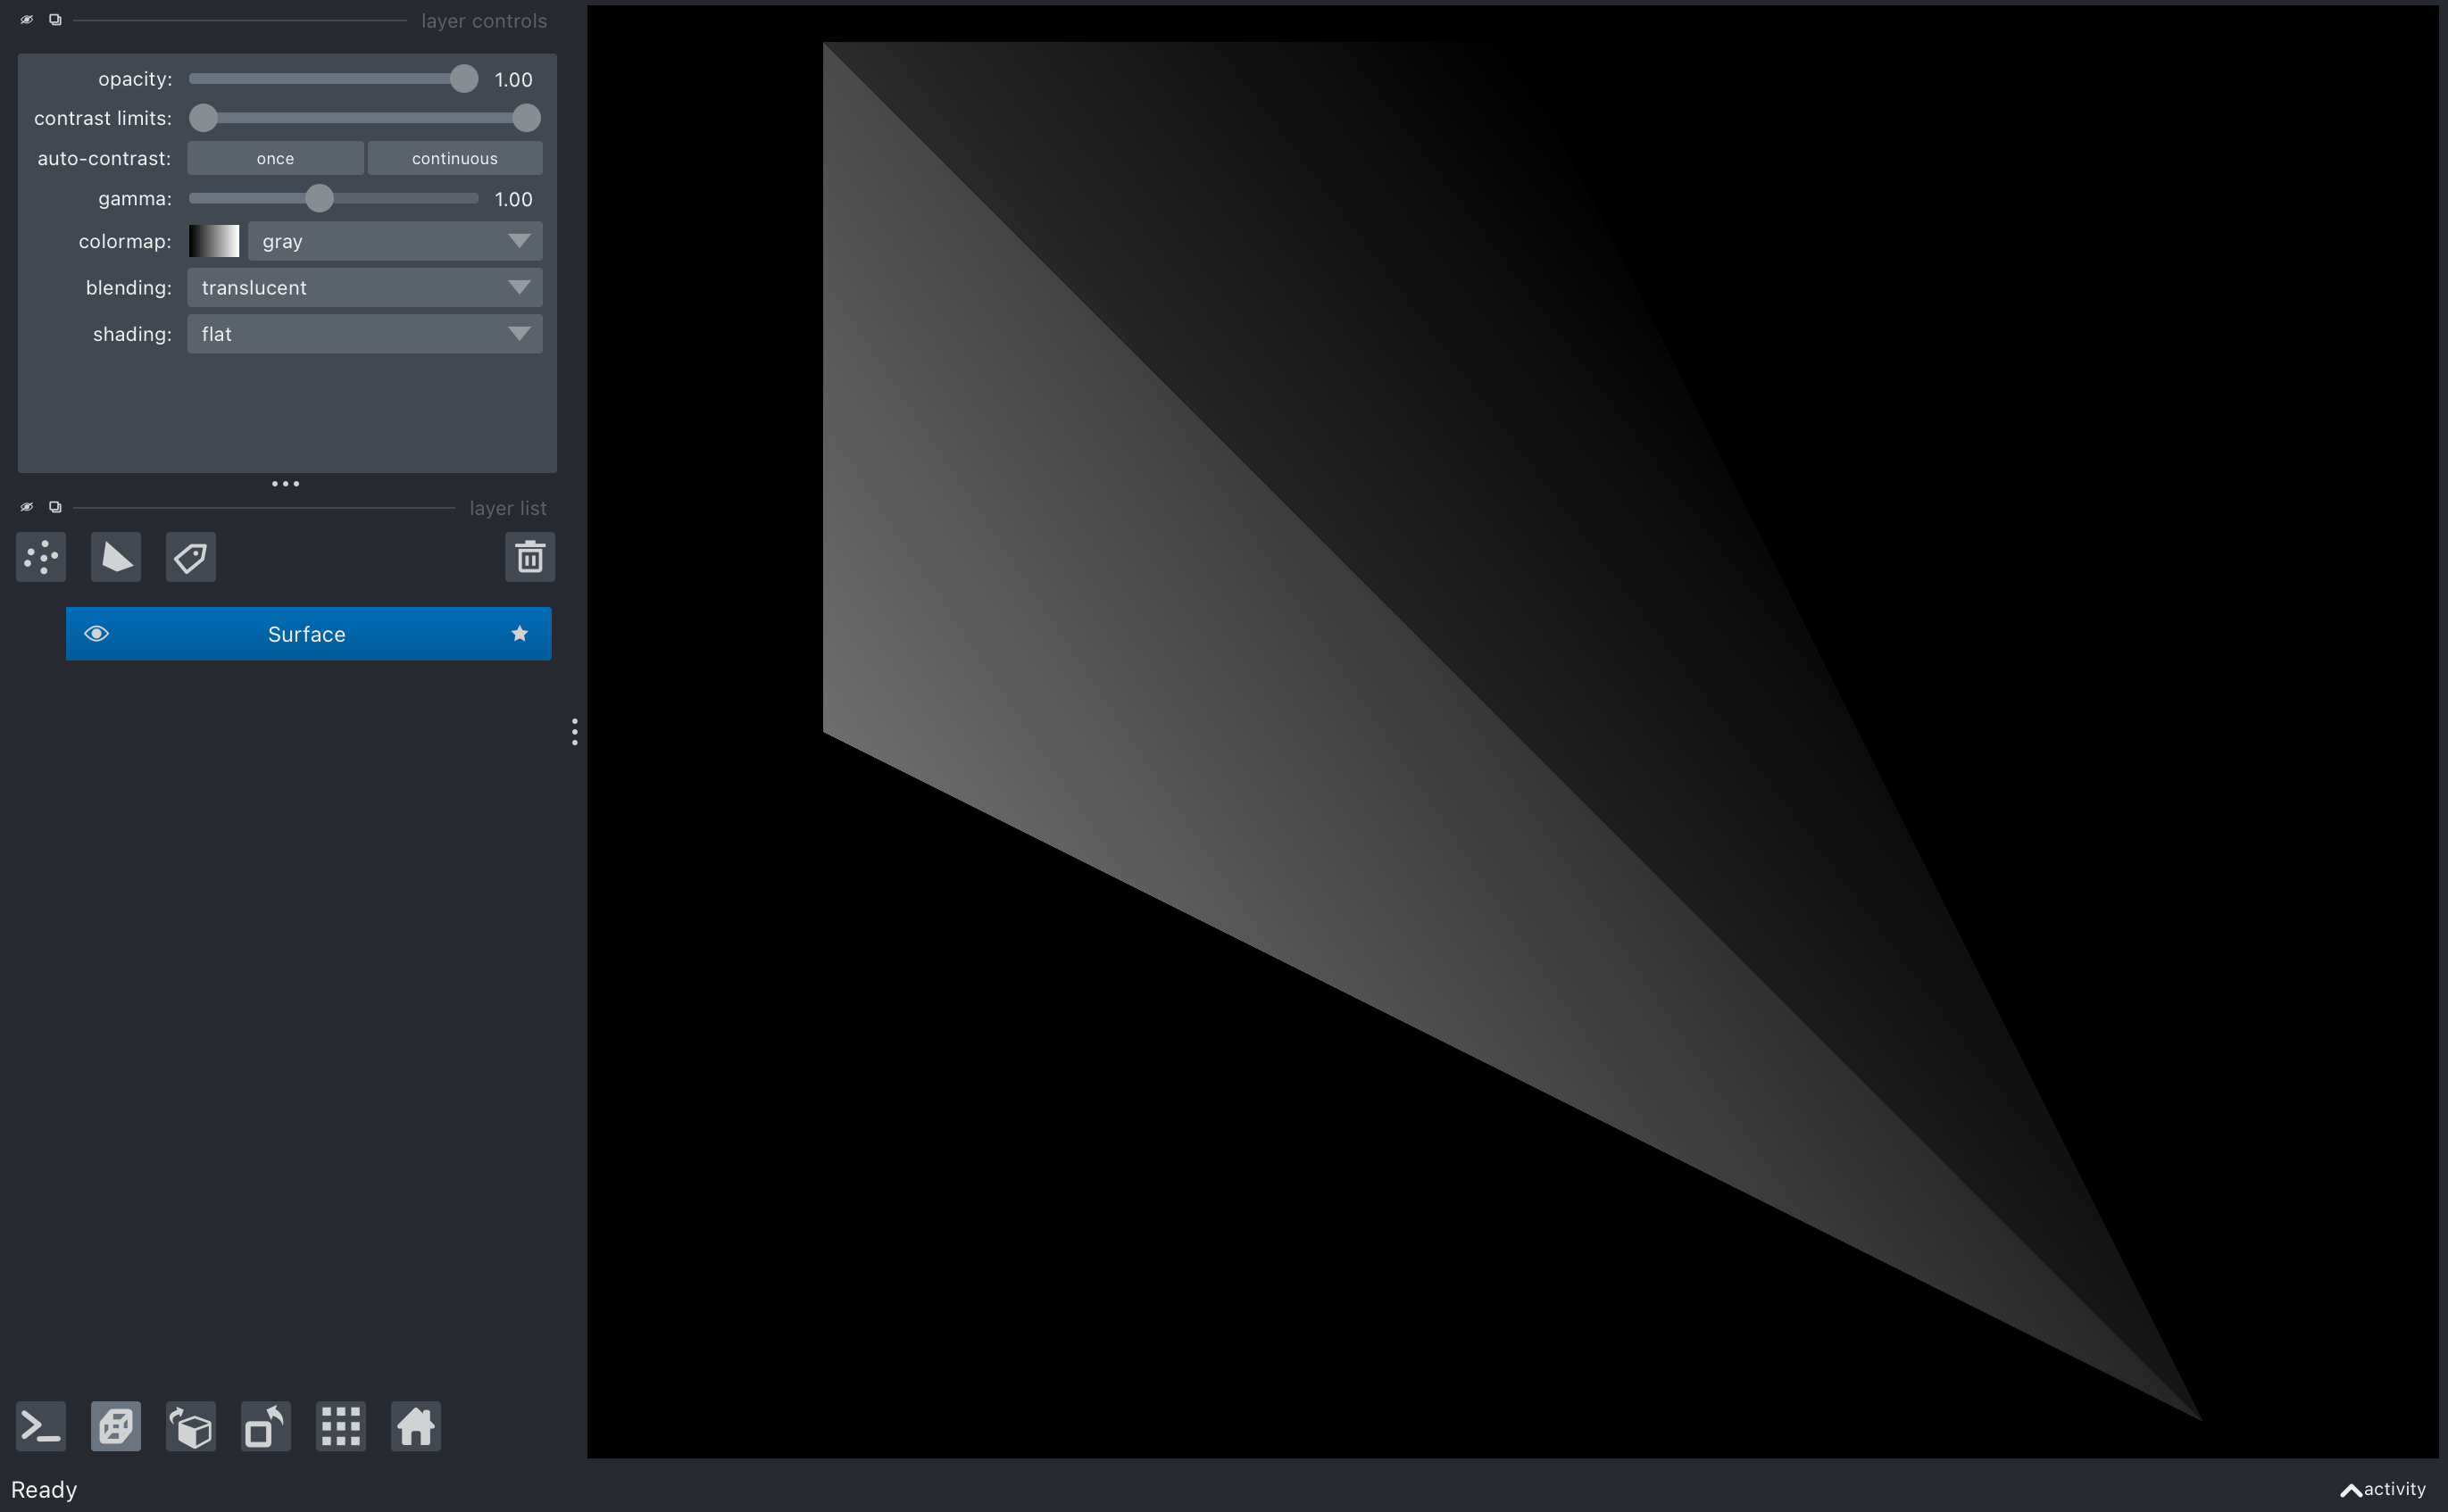 layer controls
opacity: 1.00
contrast limits:
auto-contrast: once continuous
gamma: 1.00
colormap: gray
blending: translucent
shading: flat
layer list
Surface
Ready
activity